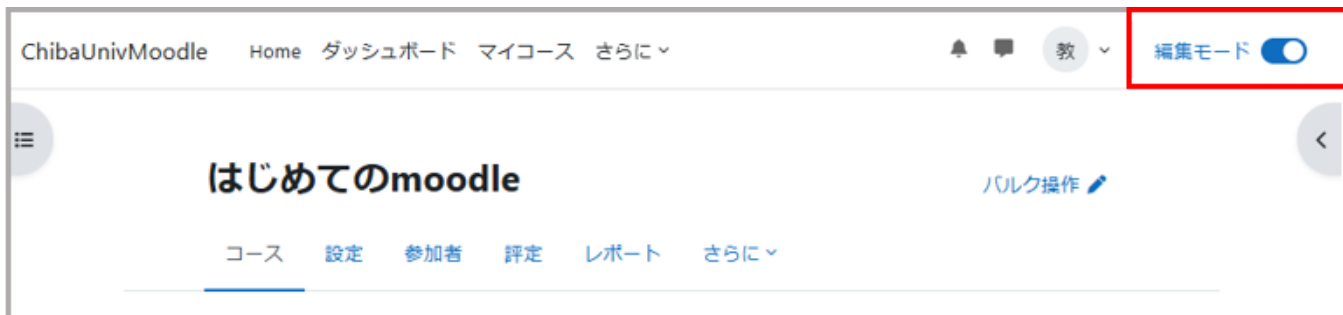 ChibaUnivMoodle Home ダッシュボード マイコース さらに 教 編集モード
はじめてのmoodle バルク操作
コース 設定 参加者 評定 レポート さらに